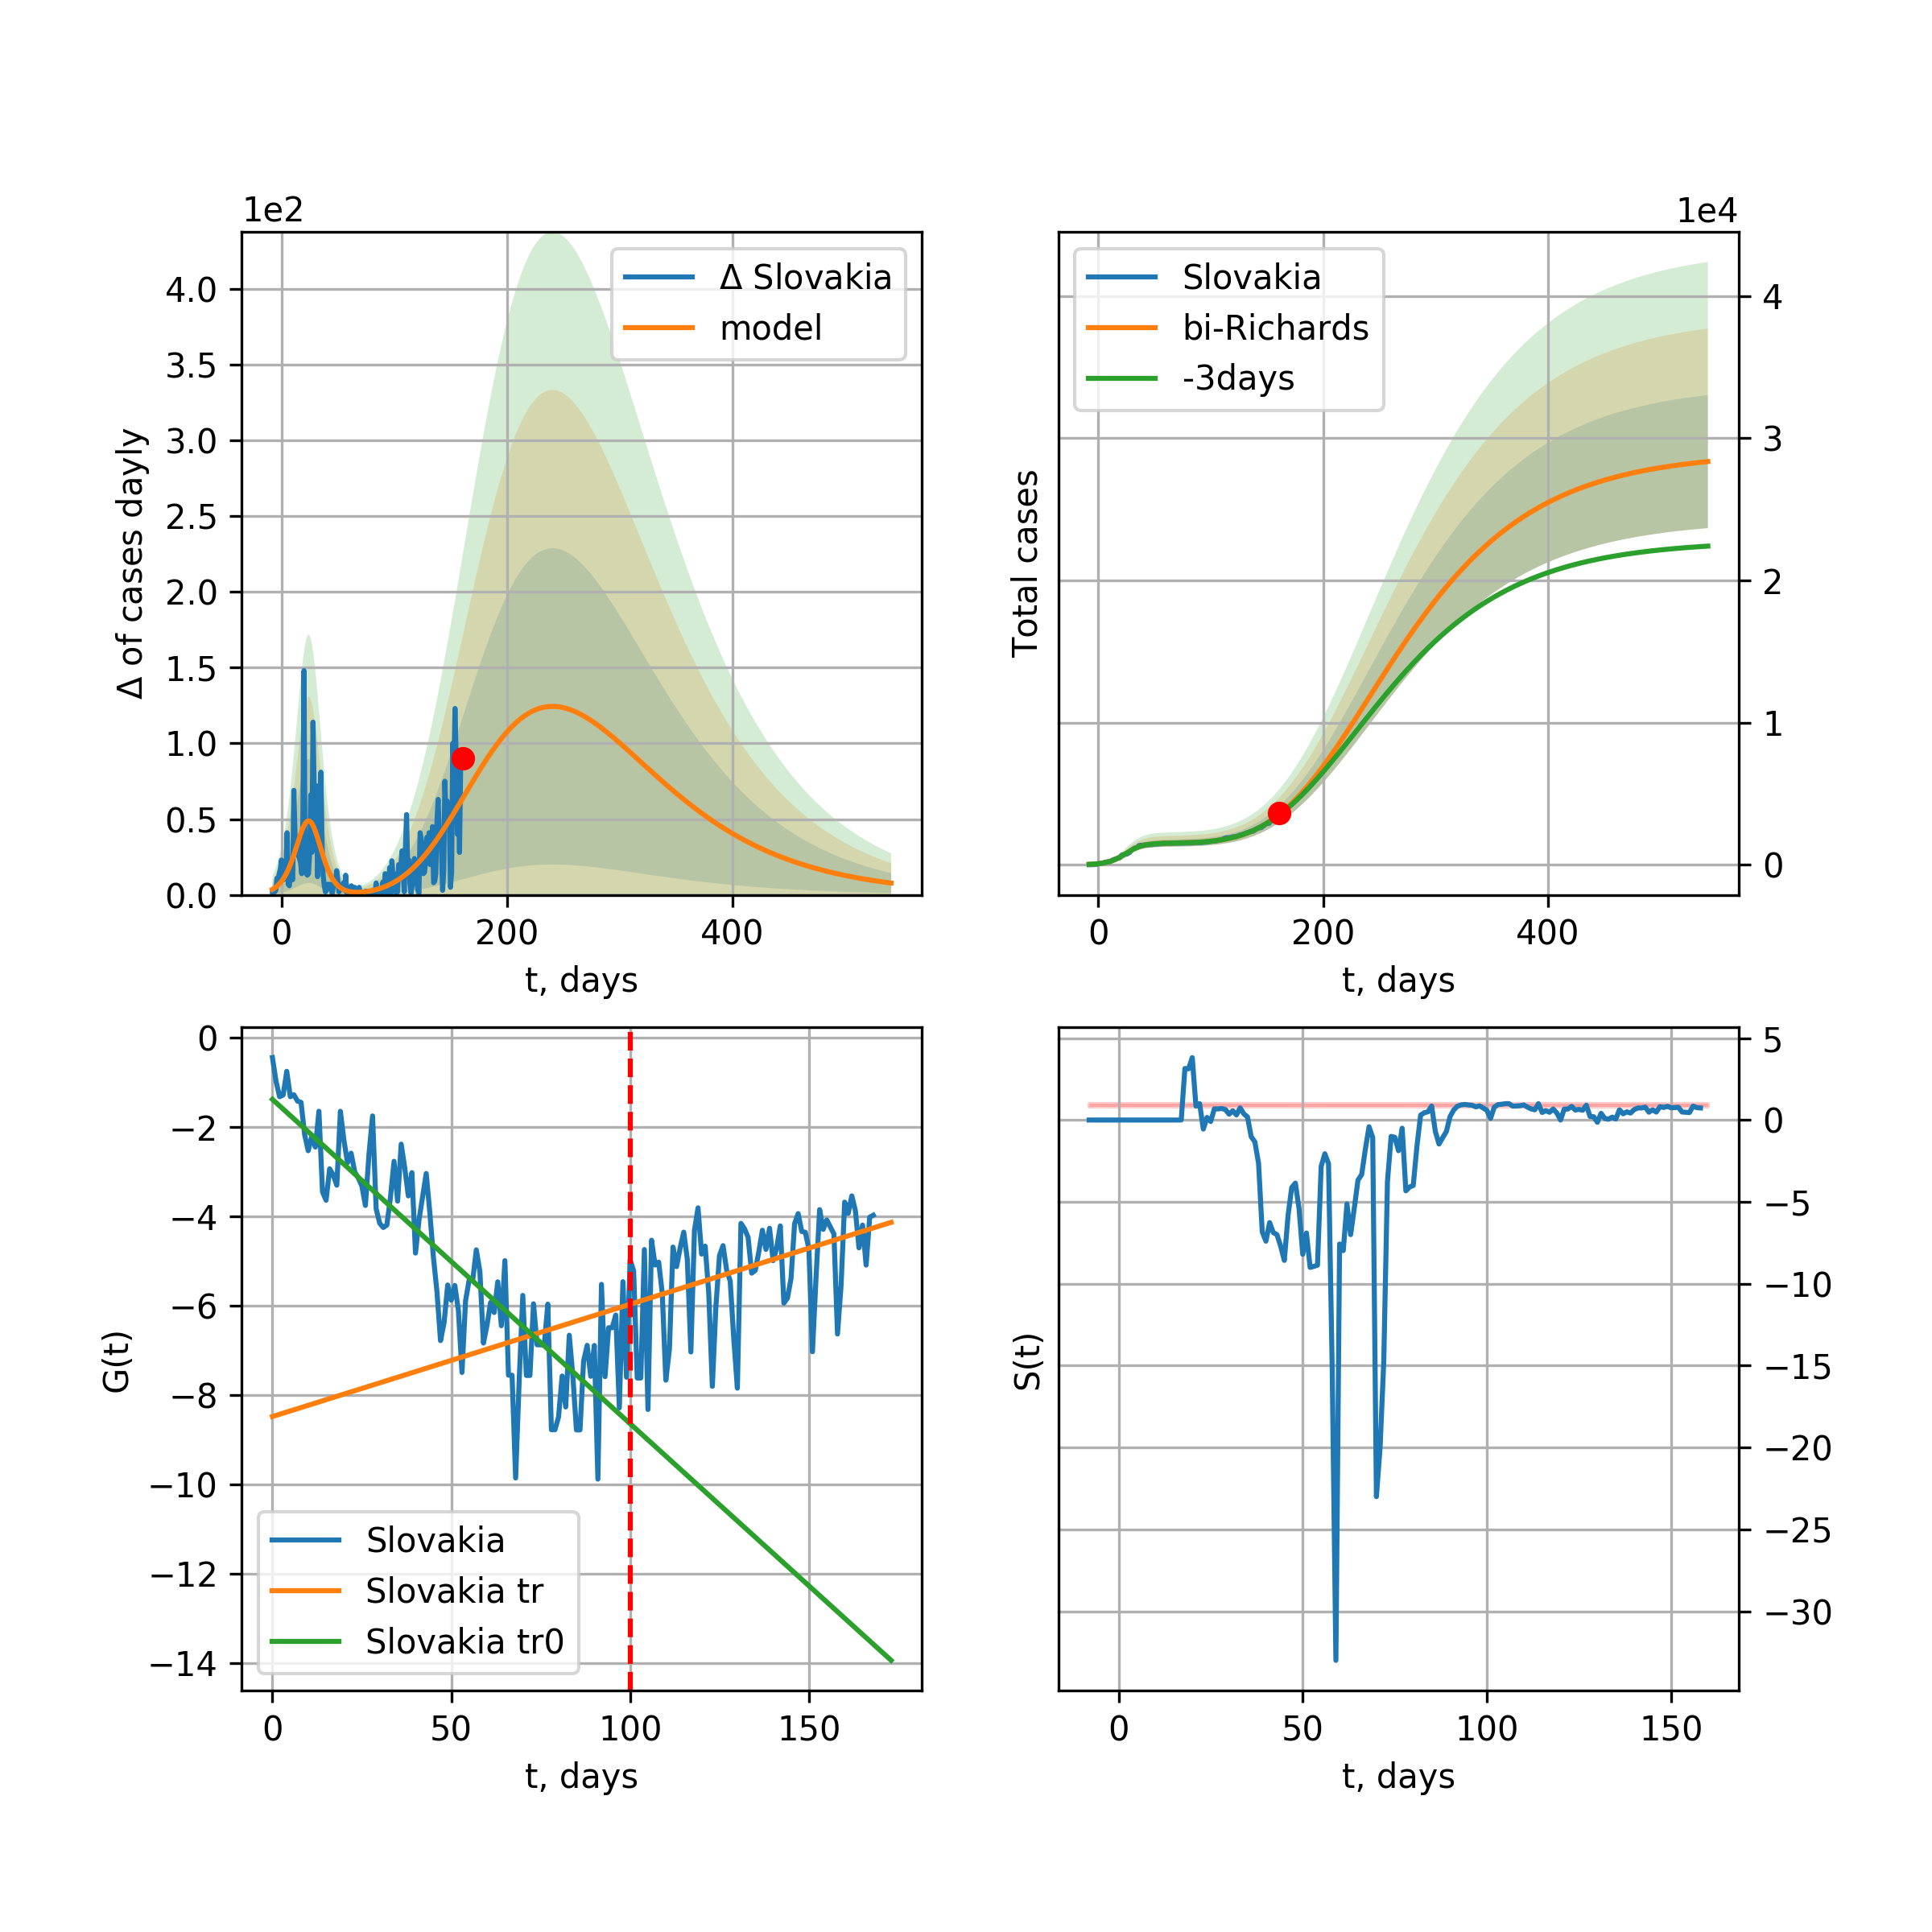 1e2
Δ of cases dayly
4.0
3.5
3.0
2.5
2.0
1.5
1.0
0.5
0.0
Δ Slovakia
model
0 200 400
t, days
1e4
Total cases
Slovakia
bi-Richards
-3days
4
3
2
1
0
0 200 400
t, days
G(t)
0
−2
−4
−6
−8
−10
−12
−14
Slovakia
Slovakia tr
Slovakia tr0
0 50 100 150
t, days
S(t)
5
0
−5
−10
−15
−20
−25
−30
0 50 100 150
t, days